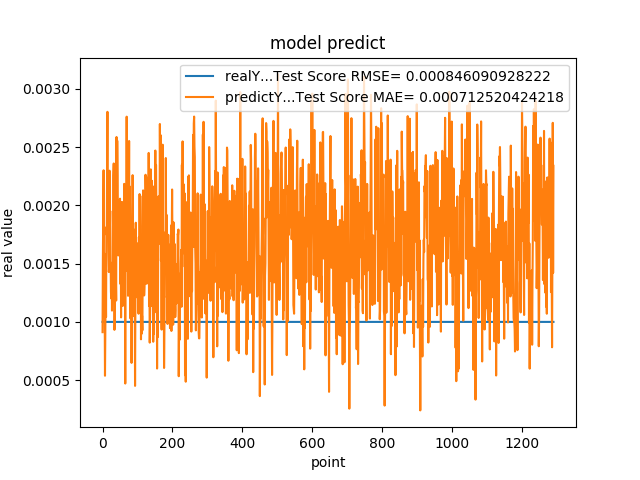 model predict
realY...Test Score RMSE= 0.000846090928222
predictY...Test Score MAE= 0.000712520424218
0.0030
0.0025
0.0020
0.0015
0.0010
0.0005
real value
0 200 400 600 800 1000 1200
point